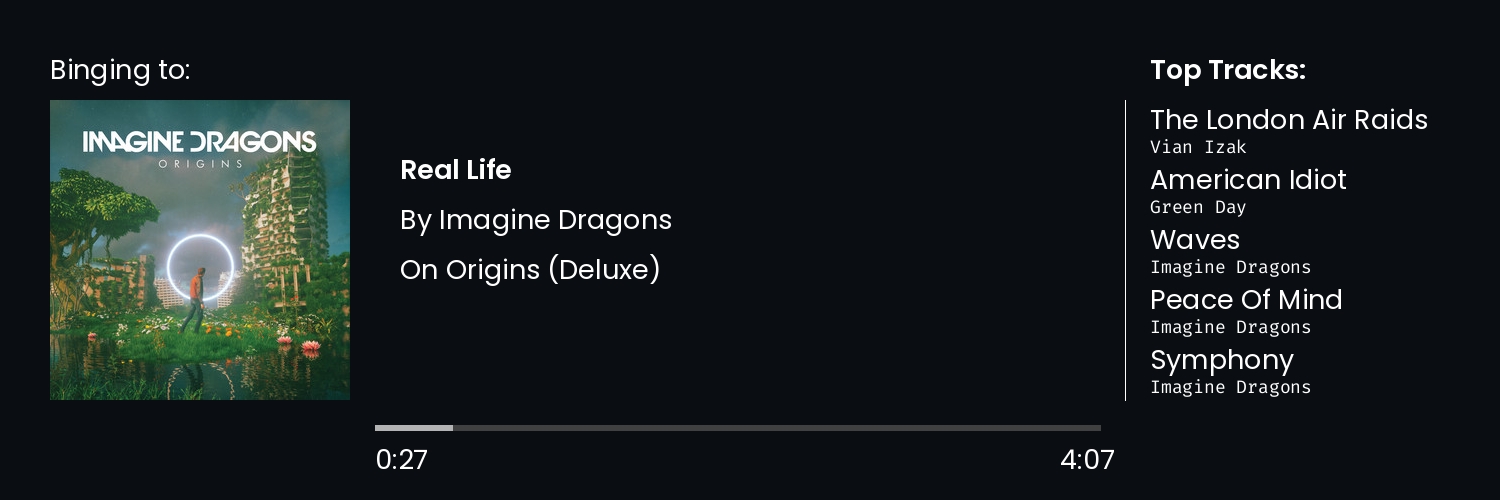 Binging to:
IMAGINE DRAGONS
ORIGINS
Real Life
By Imagine Dragons
On Origins (Deluxe)
0:27
4:07
Top Tracks:
The London Air Raids
Vian Izak
American Idiot
Green Day
Waves
Imagine Dragons
Peace Of Mind
Imagine Dragons
Symphony
Imagine Dragons